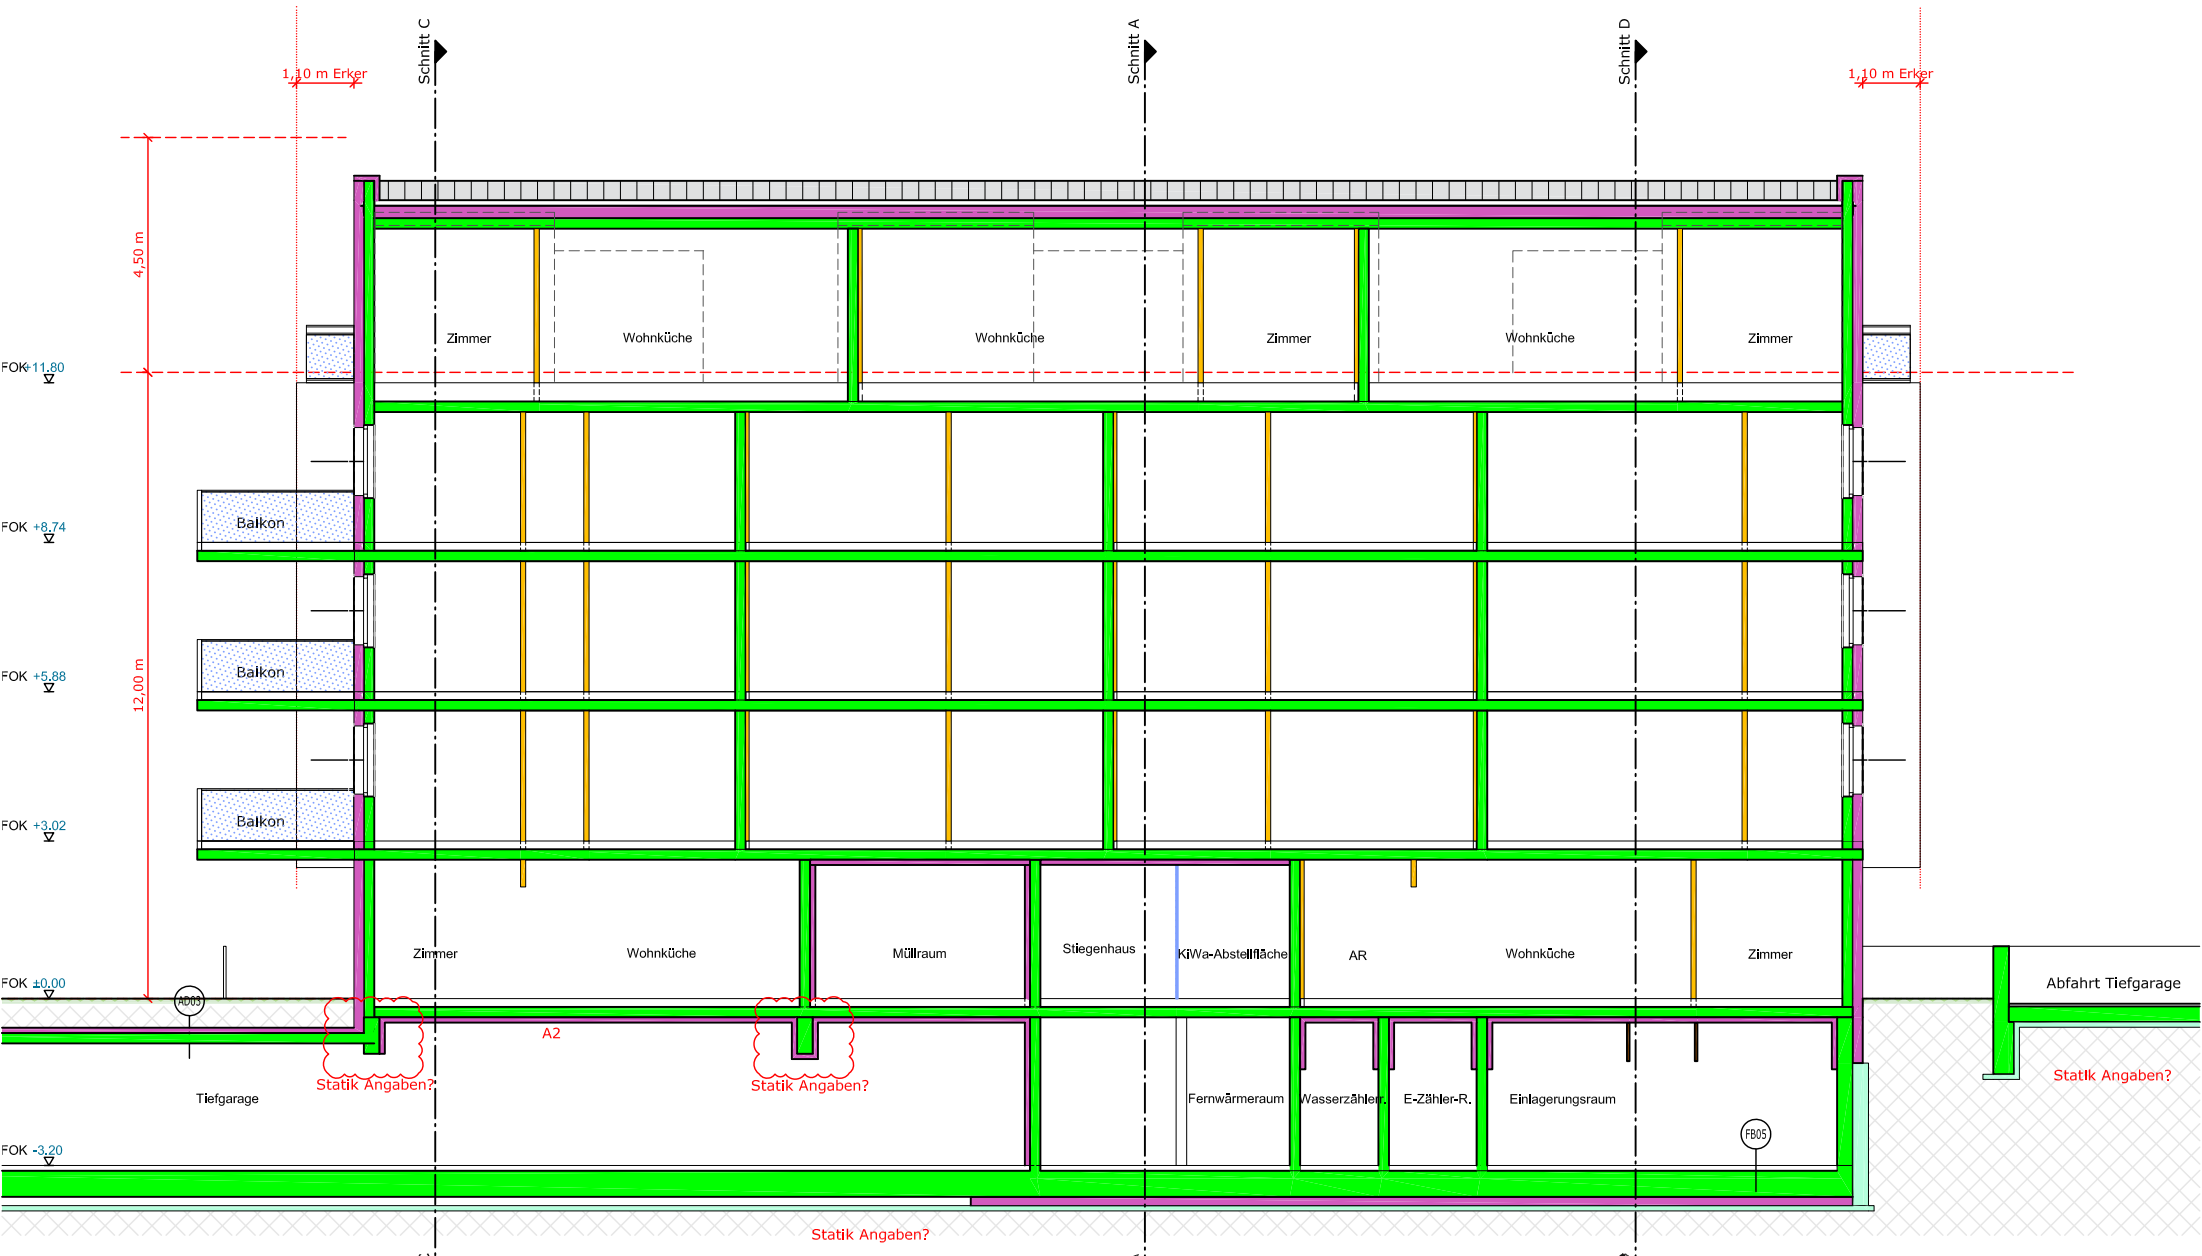 Schnitt C
Schnitt A
Schnitt D
1,10 m Erker
1,10 m Erker
4,50 m
Zimmer
Wohnküche
Wohnküche
Zimmer
Wohnküche
Zimmer
FOK+11.80
Balkon
FOK +8.74
Balkon
FOK +5.88
12,00 m
Balkon
FOK +3.02
Zimmer
Wohnküche
Müllraum
Stiegenhaus
KiWa-Abstellfläche
AR
Wohnküche
Zimmer
FOK ±0.00
AD03
Abfahrt Tiefgarage
A2
Statik Angaben?
Statik Angaben?
Statik Angaben?
Tiefgarage
Fernwärmeraum
Wasserzählerr.
E-Zähler-R.
Einlagerungsraum
FB05
FOK -3.20
Statik Angaben?